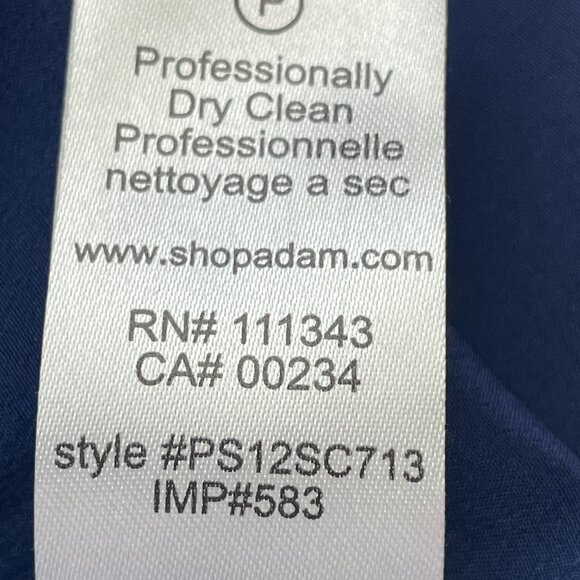 P
Professionally
Dry Clean
Professionnelle
nettoyage a sec
www.shopadam.com
RN# 111343
CA# 00234
style #PS12SC713
IMP#583